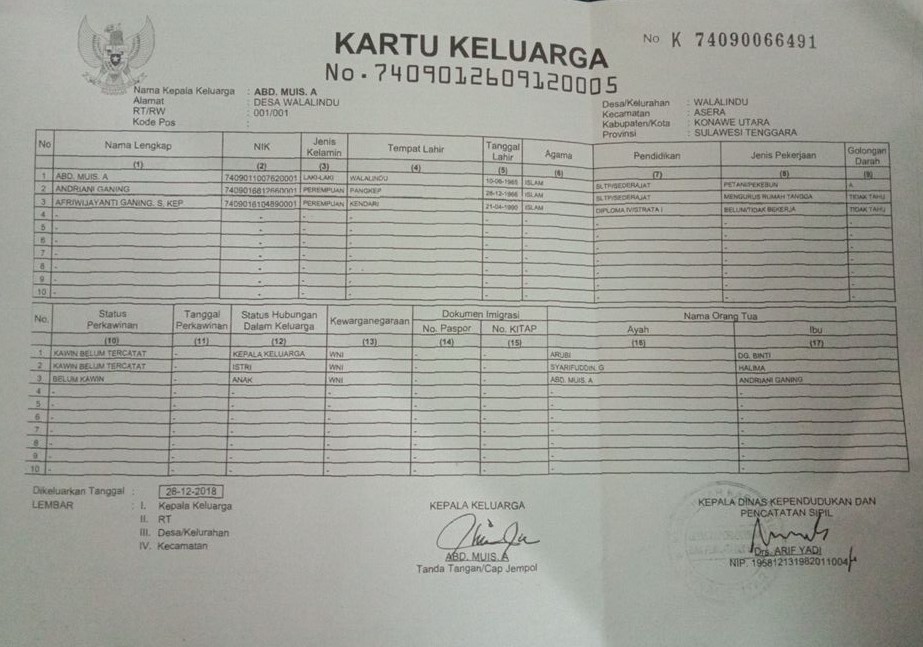 KARTU KELUARGA
No K 74090066491
No.7409012609120005
Nama Kepala Keluarga : ABD. MUIS. A
Alamat : DESA WALALINDU
RT/RW : 001/001
Kode Pos :
Desa/Kelurahan : WALALINDU
Kecamatan : ASERA
Kabupaten/Kota : KONAWE UTARA
Provinsi : SULAWESI TENGGARA
No Nama Lengkap NIK Jenis Kelamin Tempat Lahir Tanggal Lahir Agama Pendidikan Jenis Pekerjaan Golongan Darah
(1) (2) (3) (4) (5) (6) (7) (8) (9)
1 ABD. MUIS. A 7409011007620001 LAKI-LAKI WALALINDU ISLAM SLTP/SEDERAJAT PETANI/PEKEBUN A
2 ANDRIANI GANING 7409016812660001 PEREMPUAN PANGKEP ISLAM SLTP/SEDERAJAT MENGURUS RUMAH TANGGA TIDAK TAHU
3 AFRIWIJAYANTI GANING. S, KEP 7409016104890001 PEREMPUAN KENDARI 21-04-1990 ISLAM DIPLOMA IV/STRATA I BELUM/TIDAK BEKERJA TIDAK TAHU
4 - - - - - -
5 - - - - - -
6 - - - - - -
7 - - - - - -
8 - - - - - -
9 - - - - - -
10 - - - - - -
No. Status Perkawinan Tanggal Perkawinan Status Hubungan Dalam Keluarga Kewarganegaraan Dokumen Imigrasi Nama Orang Tua
No. Paspor No. KITAP Ayah Ibu
(10) (11) (12) (13) (14) (15) (16) (17)
1 KAWIN BELUM TERCATAT - KEPALA KELUARGA WNI - - ARUBI DG. BINTI
2 KAWIN BELUM TERCATAT - ISTRI WNI - - SYARIFUDDIN. G HALIMA
3 BELUM KAWIN - ANAK WNI - - ABD. MUIS. A ANDRIANI GANING
4 - - - - - - - -
5 - - - - - - - -
6 - - - - - - - -
7 - - - - - - - -
8 - - - - - - - -
9 - - - - - - - -
10 - - - - - - - -
Dikeluarkan Tanggal : 26-12-2018
LEMBAR : I. Kepala Keluarga
II. RT
III. Desa/Kelurahan
IV. Kecamatan
KEPALA KELUARGA
ABD. MUIS. A
Tanda Tangan/Cap Jempol
KEPALA DINAS KEPENDUDUKAN DAN
PENCATATAN SIPIL
Drs. ARIF YADI
NIP. 195812131982011004